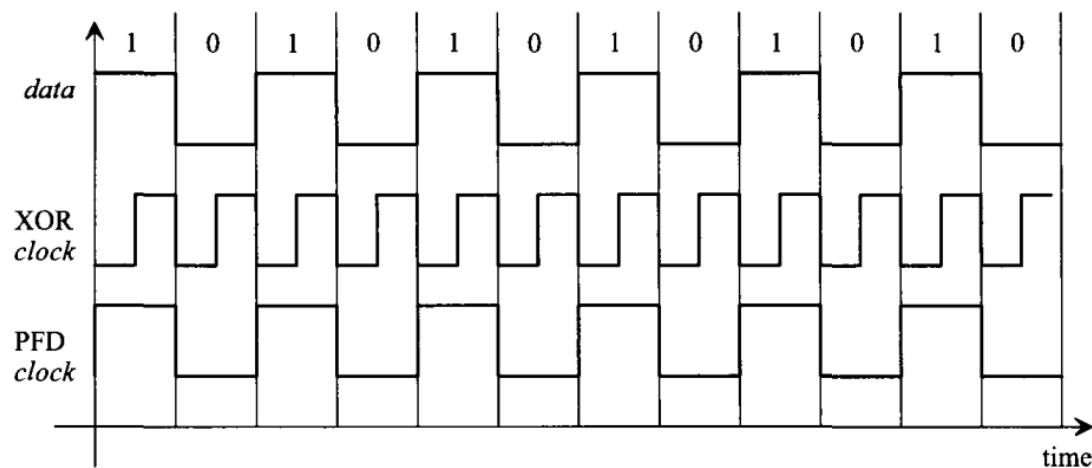 1 0 1 0 1 0 1 0 1 0 1 0
data
XOR
clock
PFD
clock
time